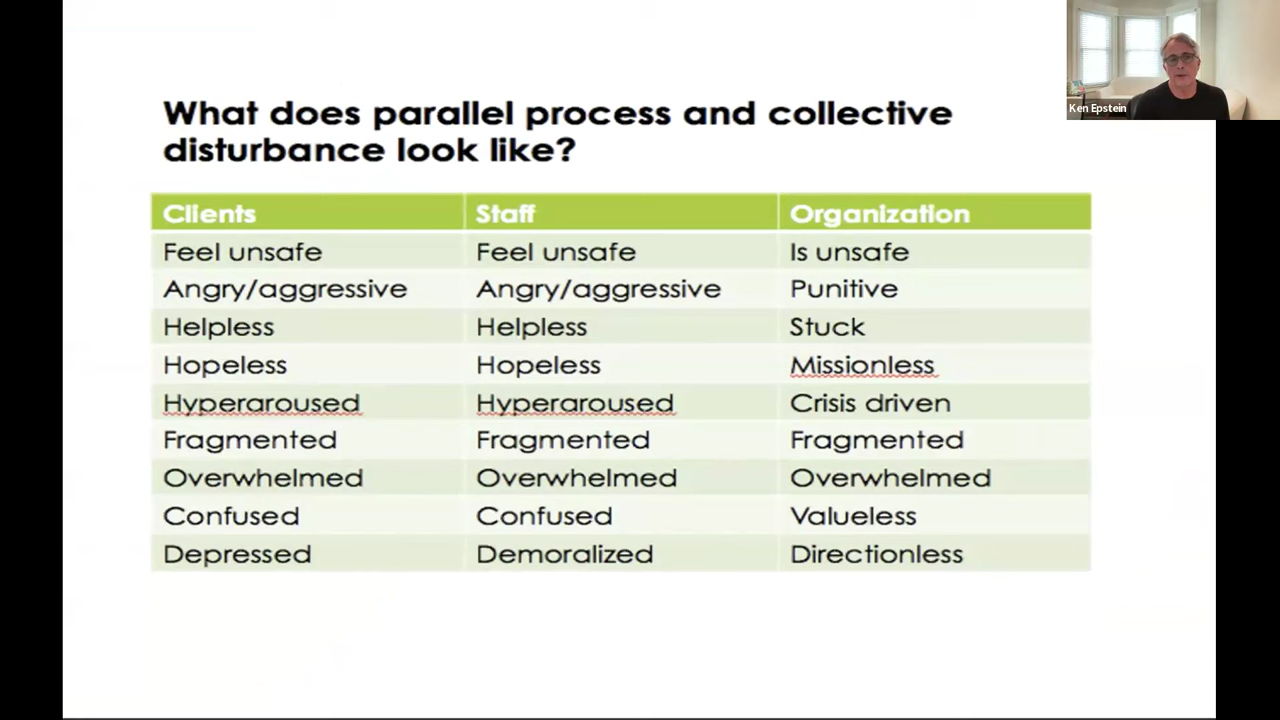 Ken Epstein
What does parallel process and collective
disturbance look like?
Clients Staff Organization
Feel unsafe Feel unsafe Is unsafe
Angry/aggressive Angry/aggressive Punitive
Helpless Helpless Stuck
Hopeless Hopeless Missionless
Hyperaroused Hyperaroused Crisis driven
Fragmented Fragmented Fragmented
Overwhelmed Overwhelmed Overwhelmed
Confused Confused Valueless
Depressed Demoralized Directionless